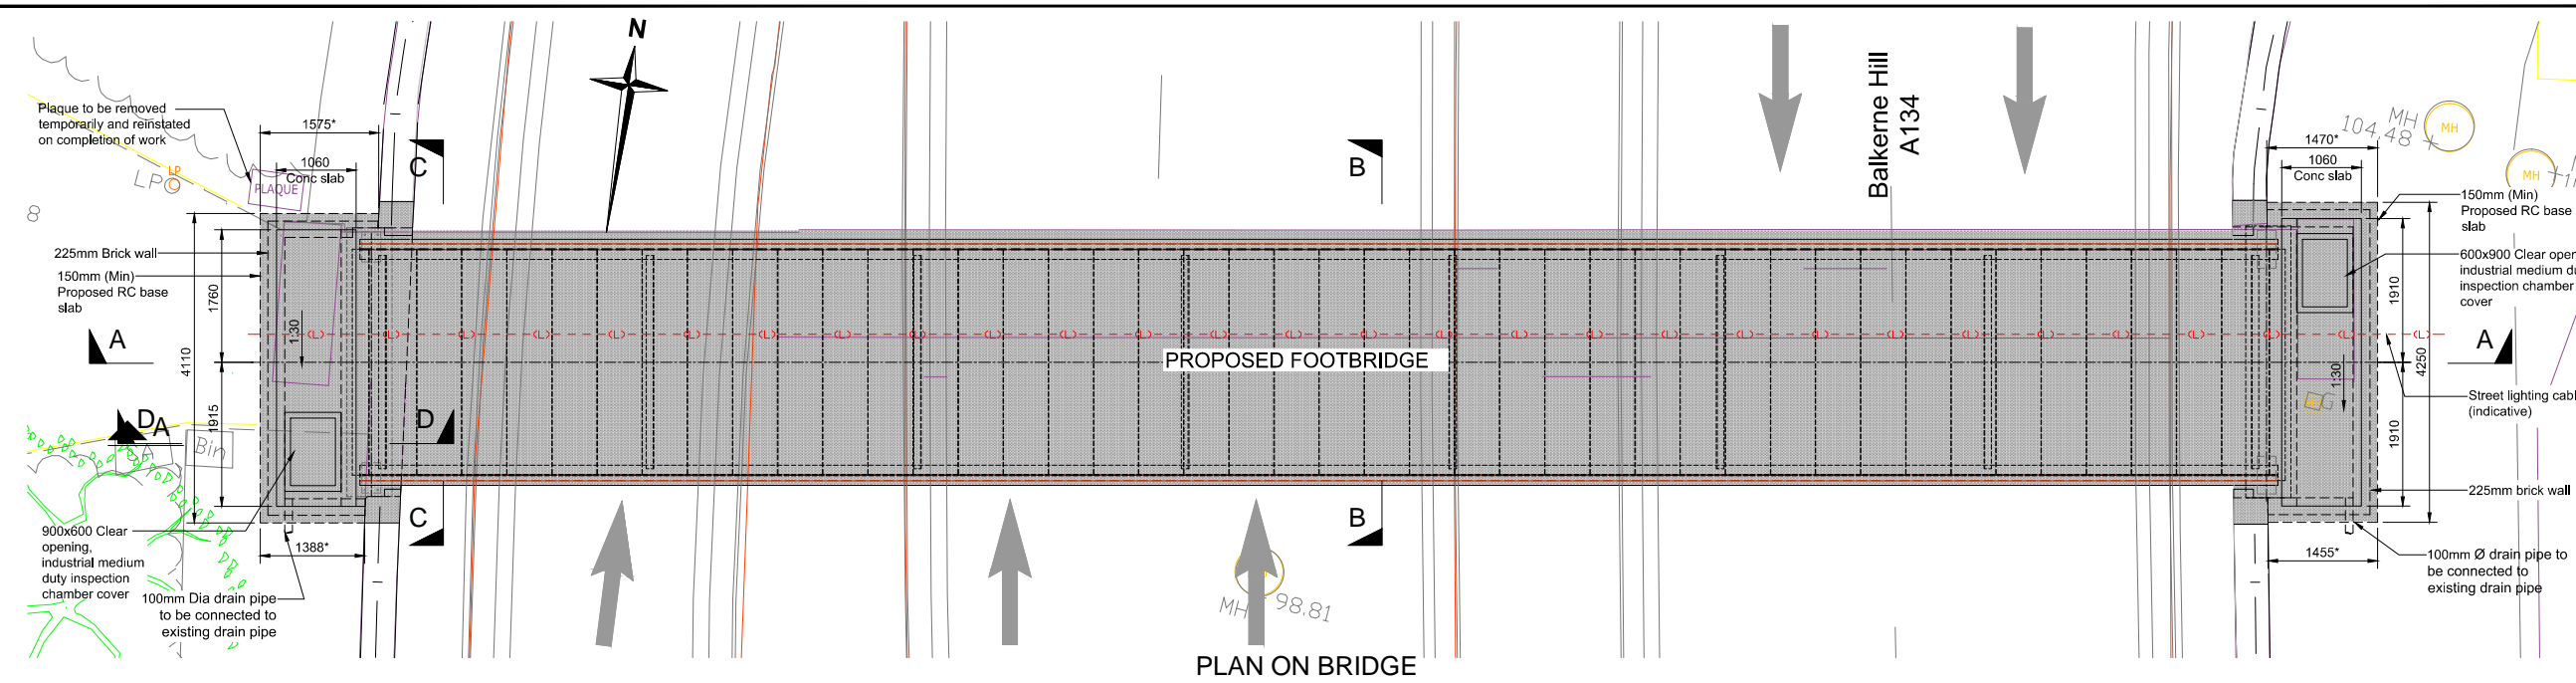 N
Plaque to be removed
temporarily and reinstated
on completion of work
LP
LP
PLAQUE
8
1575*
1060
Conc slab
C
B
Balkerne Hill
A134
104.48
MH
MH
MH
1470*
1060
Conc slab
150mm (Min)
Proposed RC base
slab
600x900 Clear
industrial medium
inspection chamber
cover
225mm Brick wall
150mm (Min)
Proposed RC base
slab
1760
1:30
4110
1915
A
(L) (L) (L) (L) (L) (L) (L) (L) (L) (L) (L) (L) (L) (L) (L) (L) (L) (L) (L) (L) (L) (L) (L) (L) (L) (L) (L) (L) (L)
PROPOSED FOOTBRIDGE
A
1910
4250
1:30
1910
Street lighting
(indicative)
D
A
D
Bin
225mm brick wall
C
B
900x600 Clear
opening,
industrial medium
duty inspection
chamber cover
1388*
100mm Dia drain pipe
to be connected to
existing drain pipe
MH
98.81
1455*
100mm Ø drain pipe to
be connected to
existing drain pipe
PLAN ON BRIDGE